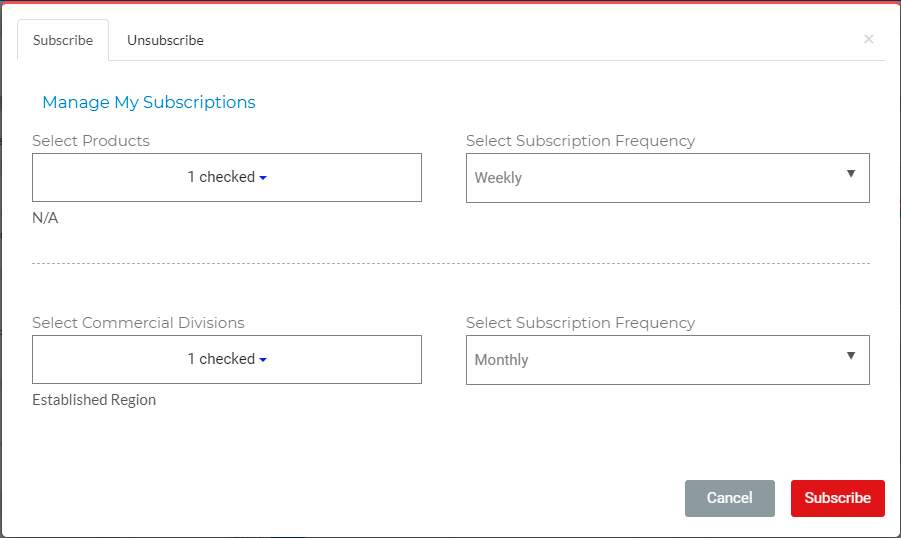 Subscribe Unsubscribe ×
Manage My Subscriptions
Select Products Select Subscription Frequency
1 checked Weekly
N/A
Select Commercial Divisions Select Subscription Frequency
1 checked Monthly
Established Region
Cancel Subscribe